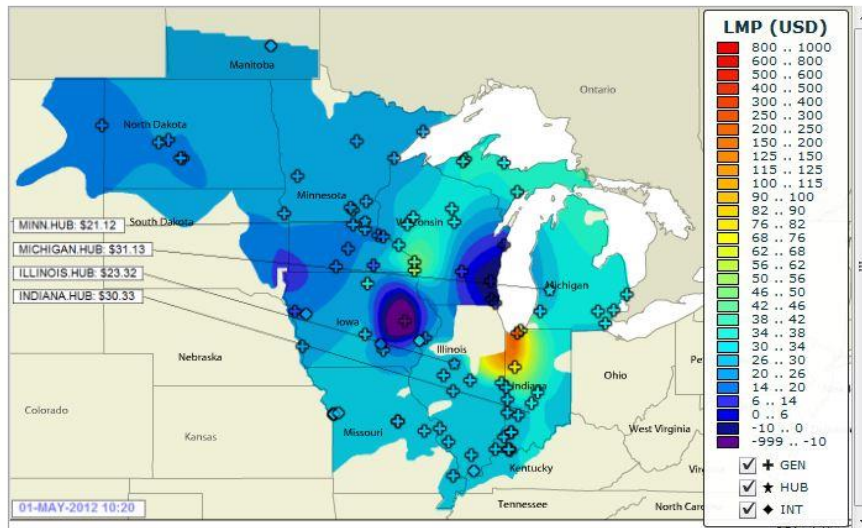 LMP (USD)
800 .. 1000
600 .. 800
500 .. 600
400 .. 500
300 .. 400
250 .. 300
200 .. 250
150 .. 200
125 .. 150
115 .. 125
100 .. 115
90 .. 100
82 .. 90
76 .. 82
68 .. 76
62 .. 68
56 .. 62
50 .. 56
46 .. 50
42 .. 46
38 .. 42
34 .. 38
30 .. 34
26 .. 30
20 .. 26
14 .. 20
6 .. 14
0 .. 6
-10 .. 0
-999 .. -10
GEN
HUB
INT
Manitoba
Ontario
North Dakota
Minnesota
South Dakota
Wisconsin
MINN.HUB: $21.12
MICHIGAN.HUB: $31.13
ILLINOIS.HUB: $23.32
INDIANA.HUB: $30.33
Michigan
Iowa
Nebraska
Illinois
Indiana
Ohio
Colorado
Kansas
Missouri
West Virginia
Kentucky
Tennessee
01-MAY-2012 10:20